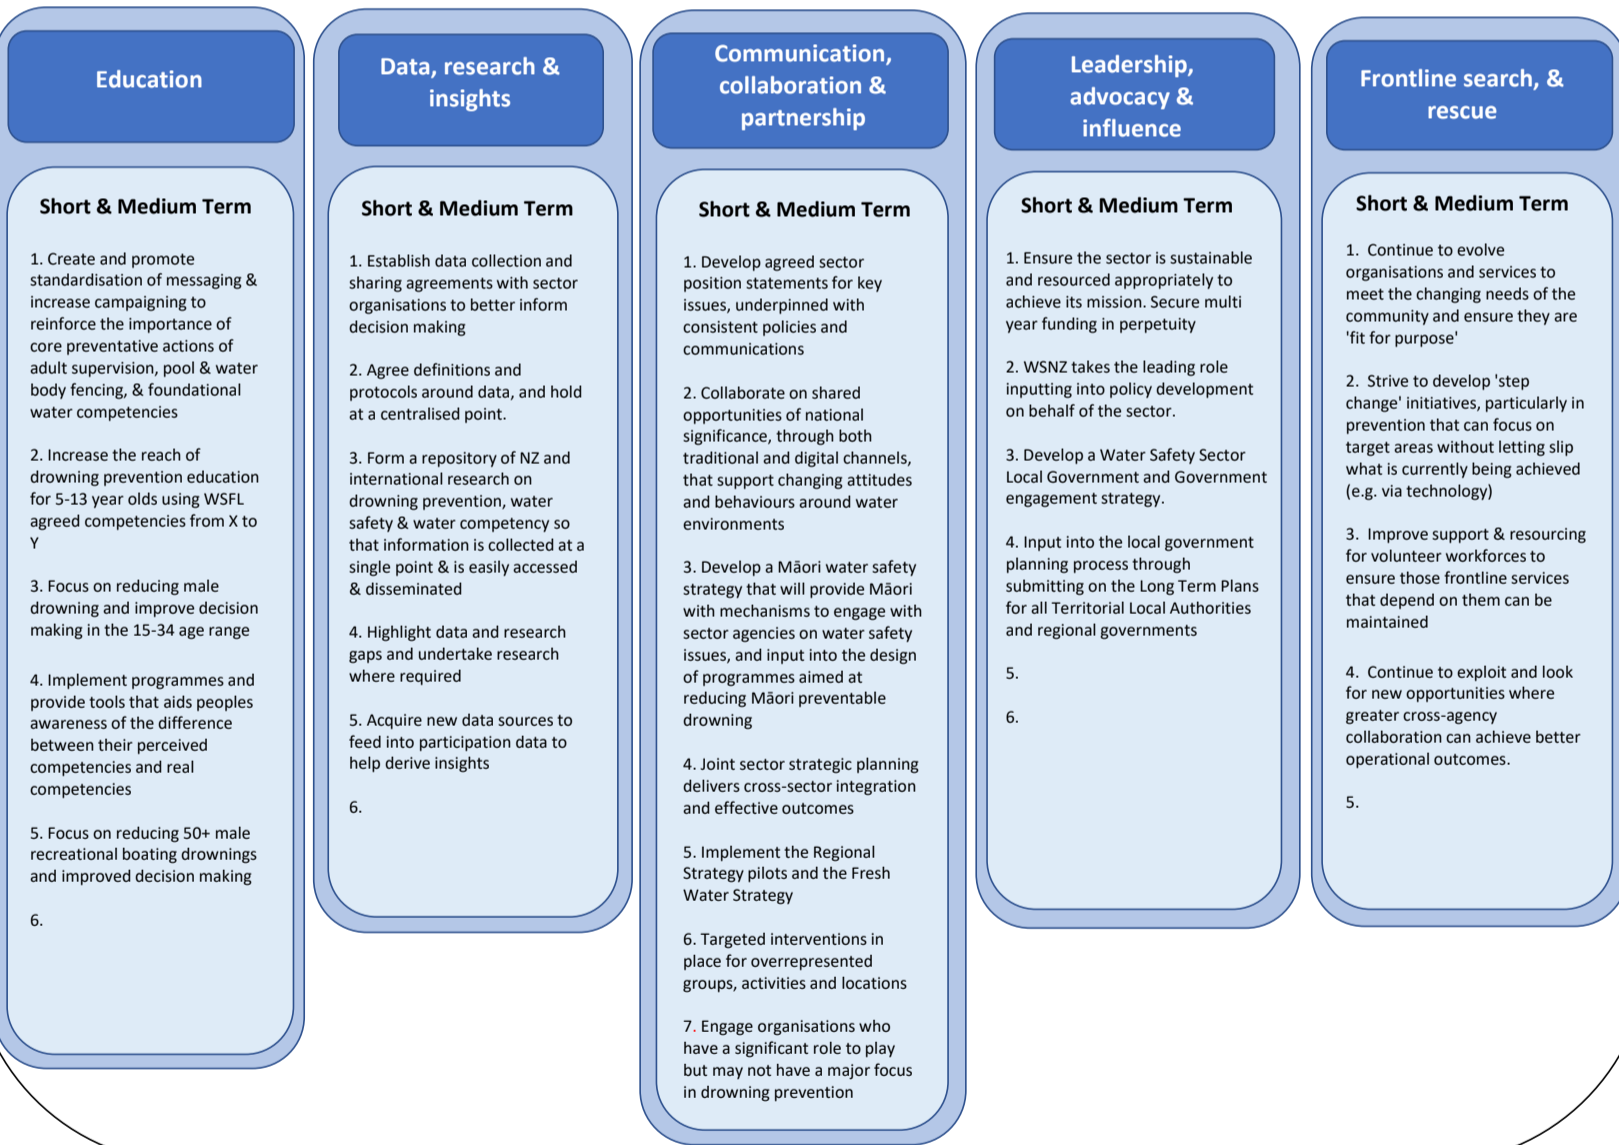 Education
Short & Medium Term
1. Create and promote
standardisation of messaging &
increase campaigning to
reinforce the importance of
core preventative actions of
adult supervision, pool & water
body fencing, & foundational
water competencies
2. Increase the reach of
drowning prevention education
for 5-13 year olds using WSFL
agreed competencies from X to
Y
3. Focus on reducing male
drowning and improve decision
making in the 15-34 age range
4. Implement programmes and
provide tools that aids peoples
awareness of the difference
between their perceived
competencies and real
competencies
5. Focus on reducing 50+ male
recreational boating drownings
and improved decision making
6.
Data, research &
insights
Short & Medium Term
1. Establish data collection and
sharing agreements with sector
organisations to better inform
decision making
2. Agree definitions and
protocols around data, and hold
at a centralised point.
3. Form a repository of NZ and
international research on
drowning prevention, water
safety & water competency so
that information is collected at a
single point & is easily accessed
& disseminated
4. Highlight data and research
gaps and undertake research
where required
5. Acquire new data sources to
feed into participation data to
help derive insights
6.
Communication,
collaboration &
partnership
Short & Medium Term
1. Develop agreed sector
position statements for key
issues, underpinned with
consistent policies and
communications
2. Collaborate on shared
opportunities of national
significance, through both
traditional and digital channels,
that support changing attitudes
and behaviours around water
environments
3. Develop a Māori water safety
strategy that will provide Māori
with mechanisms to engage with
sector agencies on water safety
issues, and input into the design
of programmes aimed at
reducing Māori preventable
drowning
4. Joint sector strategic planning
delivers cross-sector integration
and effective outcomes
5. Implement the Regional
Strategy pilots and the Fresh
Water Strategy
6. Targeted interventions in
place for overrepresented
groups, activities and locations
7. Engage organisations who
have a significant role to play
but may not have a major focus
in drowning prevention
Leadership,
advocacy &
influence
Short & Medium Term
1. Ensure the sector is sustainable
and resourced appropriately to
achieve its mission. Secure multi
year funding in perpetuity
2. WSNZ takes the leading role
inputting into policy development
on behalf of the sector.
3. Develop a Water Safety Sector
Local Government and Government
engagement strategy.
4. Input into the local government
planning process through
submitting on the Long Term Plans
for all Territorial Local Authorities
and regional governments
5.
6.
Frontline search, &
rescue
Short & Medium Term
1. Continue to evolve
organisations and services to
meet the changing needs of the
community and ensure they are
'fit for purpose'
2. Strive to develop 'step
change' initiatives, particularly in
prevention that can focus on
target areas without letting slip
what is currently being achieved
(e.g. via technology)
3. Improve support & resourcing
for volunteer workforces to
ensure those frontline services
that depend on them can be
maintained
4. Continue to exploit and look
for new opportunities where
greater cross-agency
collaboration can achieve better
operational outcomes.
5.